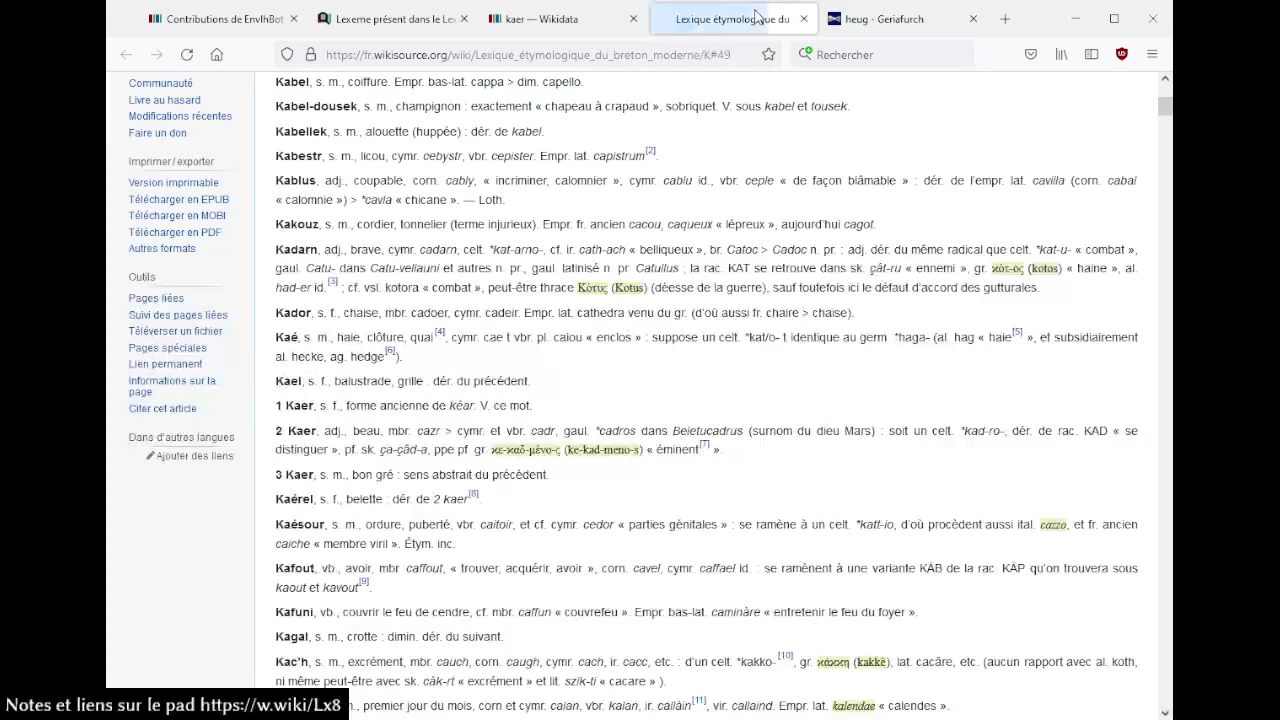 Contributions de EnvlhBot
Lexeme présent dans le Lex
kaer — Wikidata
Lexique étymologique du
heug - Geriafurch
https://fr.wikisource.org/wiki/Lexique_étymologique_du_breton_moderne/K#49
Rechercher
Communauté
Livre au hasard
Modifications récentes
Faire un don
Imprimer / exporter
Version imprimable
Télécharger en EPUB
Télécharger en MOBI
Télécharger en PDF
Autres formats
Outils
Pages liées
Suivi des pages liées
Téléverser un fichier
Pages spéciales
Lien permanent
Informations sur la
page
Citer cet article
Dans d'autres langues
Ajouter des liens
Kabel, s. m., coiffure. Empr. bas-lat. cappa > dim. capello.
Kabel-dousek, s. m., champignon : exactement « chapeau à crapaud », sobriquet. V. sous kabel et tousek.
Kabellek, s. m., alouette (huppée) : dér. de kabel.
Kabestr, s. m., licou, cymr. cebystr, vbr. cepister. Empr. lat. capistrum[2].
Kablus, adj., coupable, corn. cably, « incriminer, calomnier », cymr. cablu id., vbr. ceple « de façon blâmable » : dér. de l'empr. lat. cavilla (corn. cabal
« calomnie ») > *cavla « chicane ». — Loth.
Kakouz, s. m., cordier, tonnelier (terme injurieux). Empr. fr. ancien cacou, caqueux « lépreux », aujourd'hui cagot.
Kadarn, adj., brave, cymr. cadarn, celt. *kat-arno-, cf. ir. cath-ach « belliqueux », br. Catoc > Cadoc n. pr. : adj. dér. du même radical que celt. *kat-u- « combat »,
gaul. Catu- dans Catu-vellauni et autres n. pr., gaul. latinisé n. pr Catullus ; la rac. KAT se retrouve dans sk. çát-ru « ennemi », gr. κότ-ος (kotos) « haine », al.
had-er id.[3] ; cf. vsl. kotora « combat », peut-être thrace Κότυς (Kotus) (déesse de la guerre), sauf toutefois ici le défaut d'accord des gutturales.
Kador, s. f., chaise, mbr. cadoer, cymr. cadeir. Empr. lat. cathedra venu du gr. (d'où aussi fr. chaire > chaise).
Kaé, s. m., haie, clôture, quai[4], cymr. cae t vbr. pl. caiou « enclos » : suppose un celt. *kat/o- t identique au germ *haga- (al. hag « haie[5] », et subsidiairement
al. hecke, ag. hedge[6]).
Kael, s. f., balustrade, grille . dér. du précédent.
1 Kaer, s. f., forme ancienne de kéar. V. ce mot.
2 Kaer, adj., beau, mbr. cazr > cymr. et vbr. cadr, gaul. *cadros dans Beletucadrus (surnom du dieu Mars) : soit un celt. *kad-ro-, dér. de rac. KAD « se
distinguer », pf. sk. ça-çâd-a, ppe pf gr. κε-καδ-μένο-ς (ke-kad-meno-s) « éminent[7] ».
3 Kaer, s. m., bon gré : sens abstrait du précédent.
Kaérel, s. f., belette : dér. de 2 kaer[8].
Kaésour, s. m., ordure, puberté, vbr. caitoir, et cf. cymr. cedor « parties génitales » : se ramène à un celt. *katt-io, d'où procèdent aussi ital. cazzo, et fr. ancien
caiche « membre viril ». Étym. inc.
Kafout, vb., avoir, mbr caffout, « trouver, acquérir, avoir », corn. cavel, cymr. caffael id. : se ramènent à une variante KĀB de la rac. KĀP qu'on trouvera sous
kaout et kavout[9].
Kafuni, vb., couvrir le feu de cendre, cf. mbr. caffun « couvrefeu ». Empr. bas-lat. camināre « entretenir le feu du foyer ».
Kagal, s. m., crotte : dimin. dér. du suivant.
Kac'h, s. m., excrément, mbr. cauch, corn. caugh, cymr. cach, ir. cacc, etc. : d'un celt. *kakko-[10], gr. κάκκη (kakkê), lat. cacāre, etc. (aucun rapport avec al. koth,
ni même peut-être avec sk. çàk-rt « excrément » et lit. szik-ti « cacare » ).
m., premier jour du mois, corn et cymr. calan, vbr. kalan, ir. callàin[11], vir. callaind. Empr. lat. kalendae « calendes ».
Notes et liens sur le pad https://w.wiki/Lx8